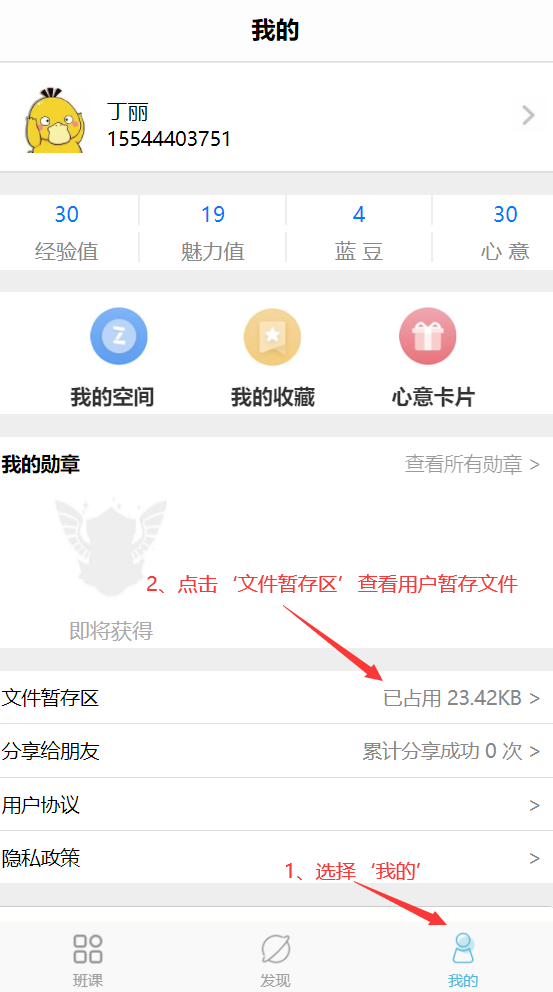 我的
丁丽
15544403751
30 19 4 30
经验值 魅力值 蓝 豆 心 意
我的空间 我的收藏 心意卡片
我的勋章 查看所有勋章 >
2、点击‘文件暂存区’查看用户暂存文件
即将获得
文件暂存区 已占用 23.42KB >
分享给朋友 累计分享成功 0 次 >
用户协议 >
隐私政策 >
1、选择‘我的’
班课 发现 我的